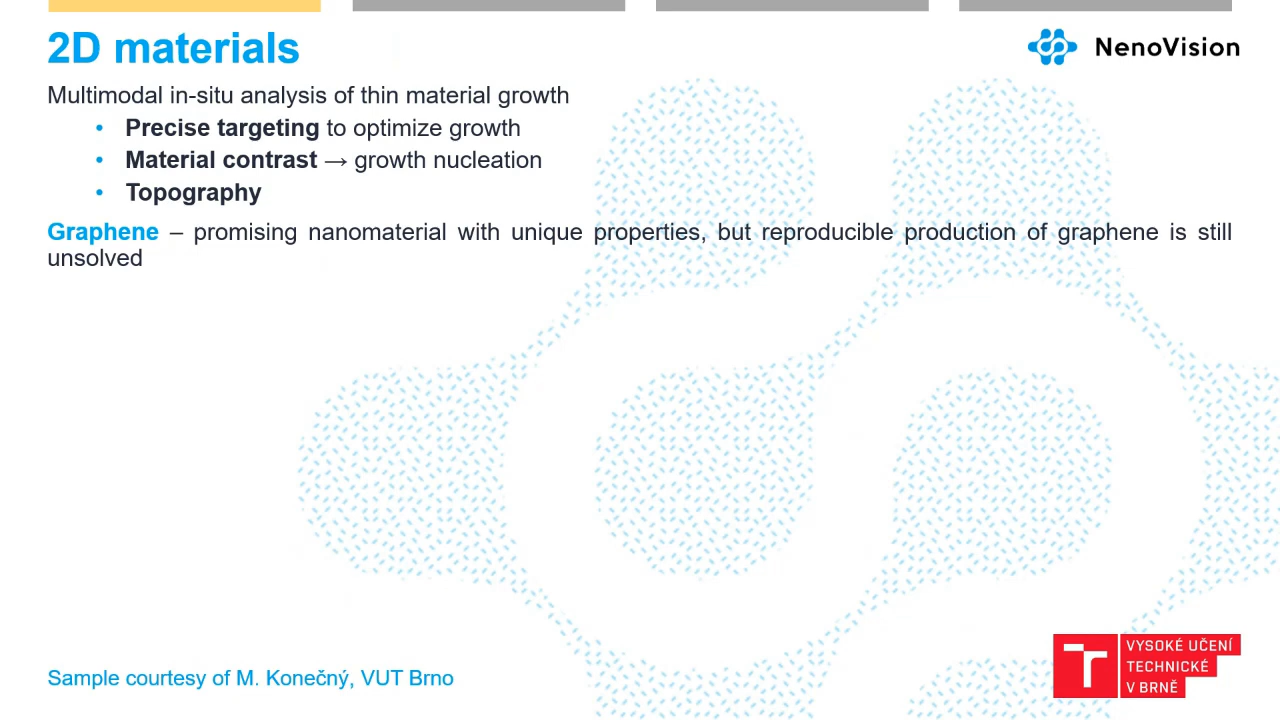 2D materials
NenoVision
Multimodal in-situ analysis of thin material growth
• Precise targeting to optimize growth
• Material contrast → growth nucleation
• Topography
Graphene – promising nanomaterial with unique properties, but reproducible production of graphene is still
unsolved
Sample courtesy of M. Konečný, VUT Brno
VYSOKÉ UČENÍ
TECHNICKÉ
V BRNĚ